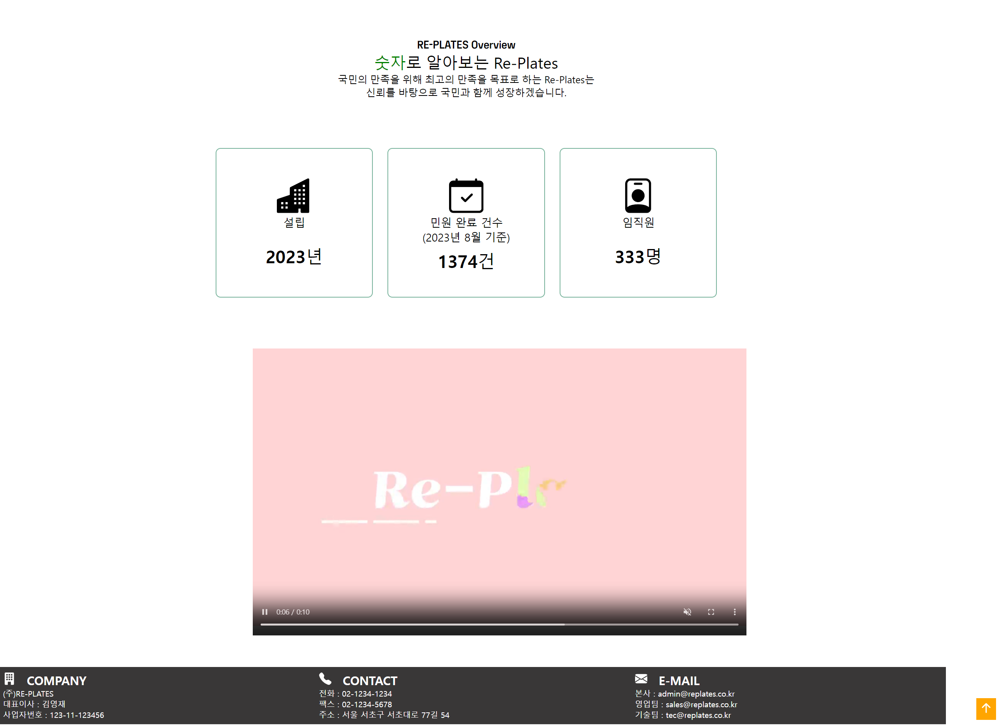 RE-PLATES Overview
숫자로 알아보는 Re-Plates
국민의 만족을 위해 최고의 만족을 목표로 하는 Re-Plates는
신뢰를 바탕으로 국민과 함께 성장하겠습니다.
설립
2023년
민원 완료 건수
(2023년 8월 기준)
1374건
임직원
333명
Re-Pl
0:06 / 0:10
COMPANY
(주)RE-PLATES
대표이사 : 김영재
사업자번호 : 123-11-123456
CONTACT
전화 : 02-1234-1234
팩스 : 02-1234-5678
주소 : 서울 서초구 서초대로 77길 54
E-MAIL
본사 : admin@replates.co.kr
영업팀 : sales@replates.co.kr
기술팀 : tec@replates.co.kr